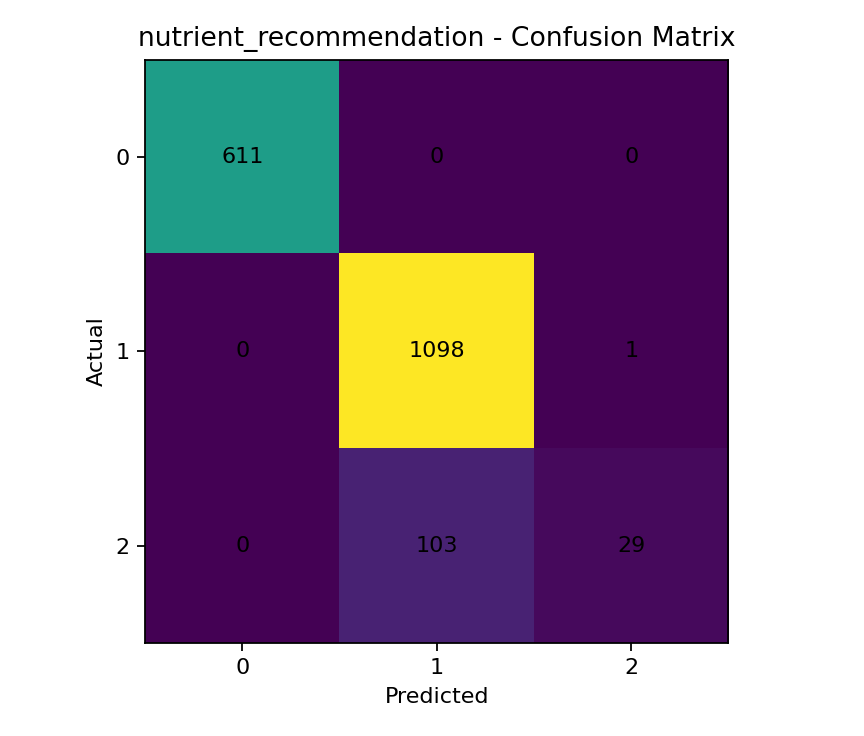 nutrient_recommendation - Confusion Matrix
0 611 0 0
Actual
1 0 1098 1
2 0 103 29
0 1 2
Predicted